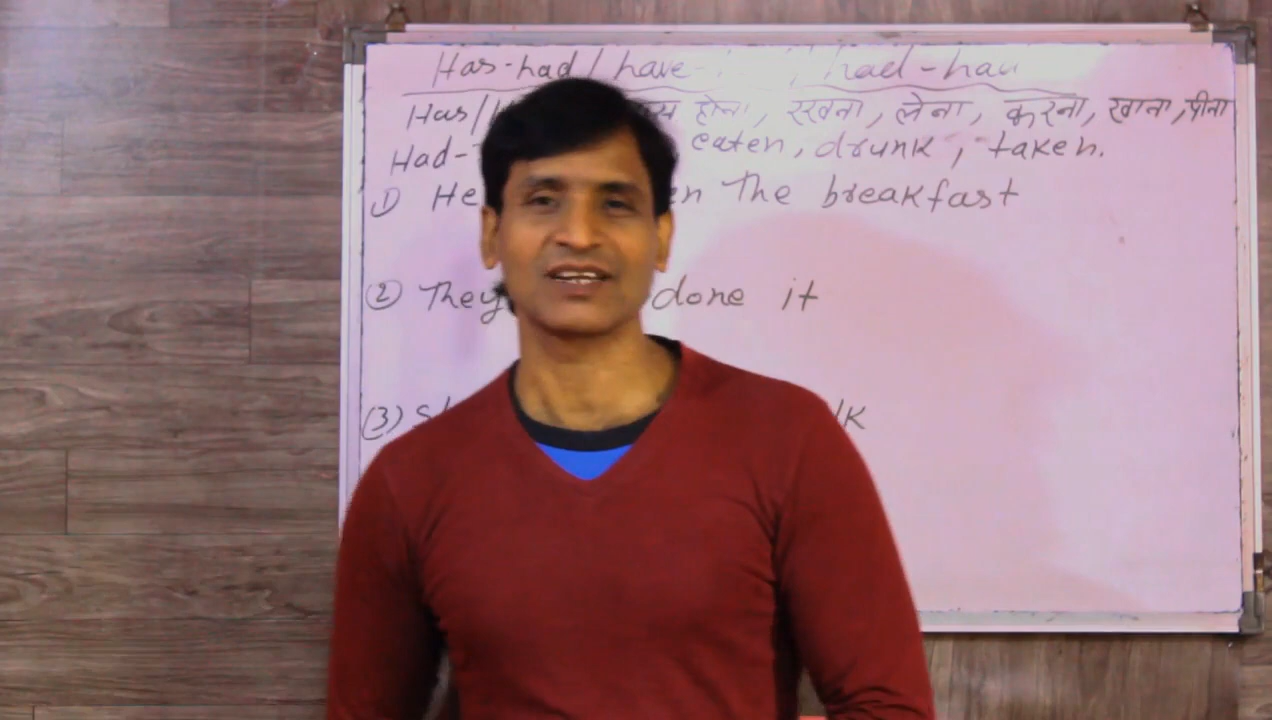 Has-had / have- had-had
Has/ होना, रखना, लेना, करना, खाना, पीना
Had- eaten, drunk, taken.
① He The breakfast
② They done it
(3)